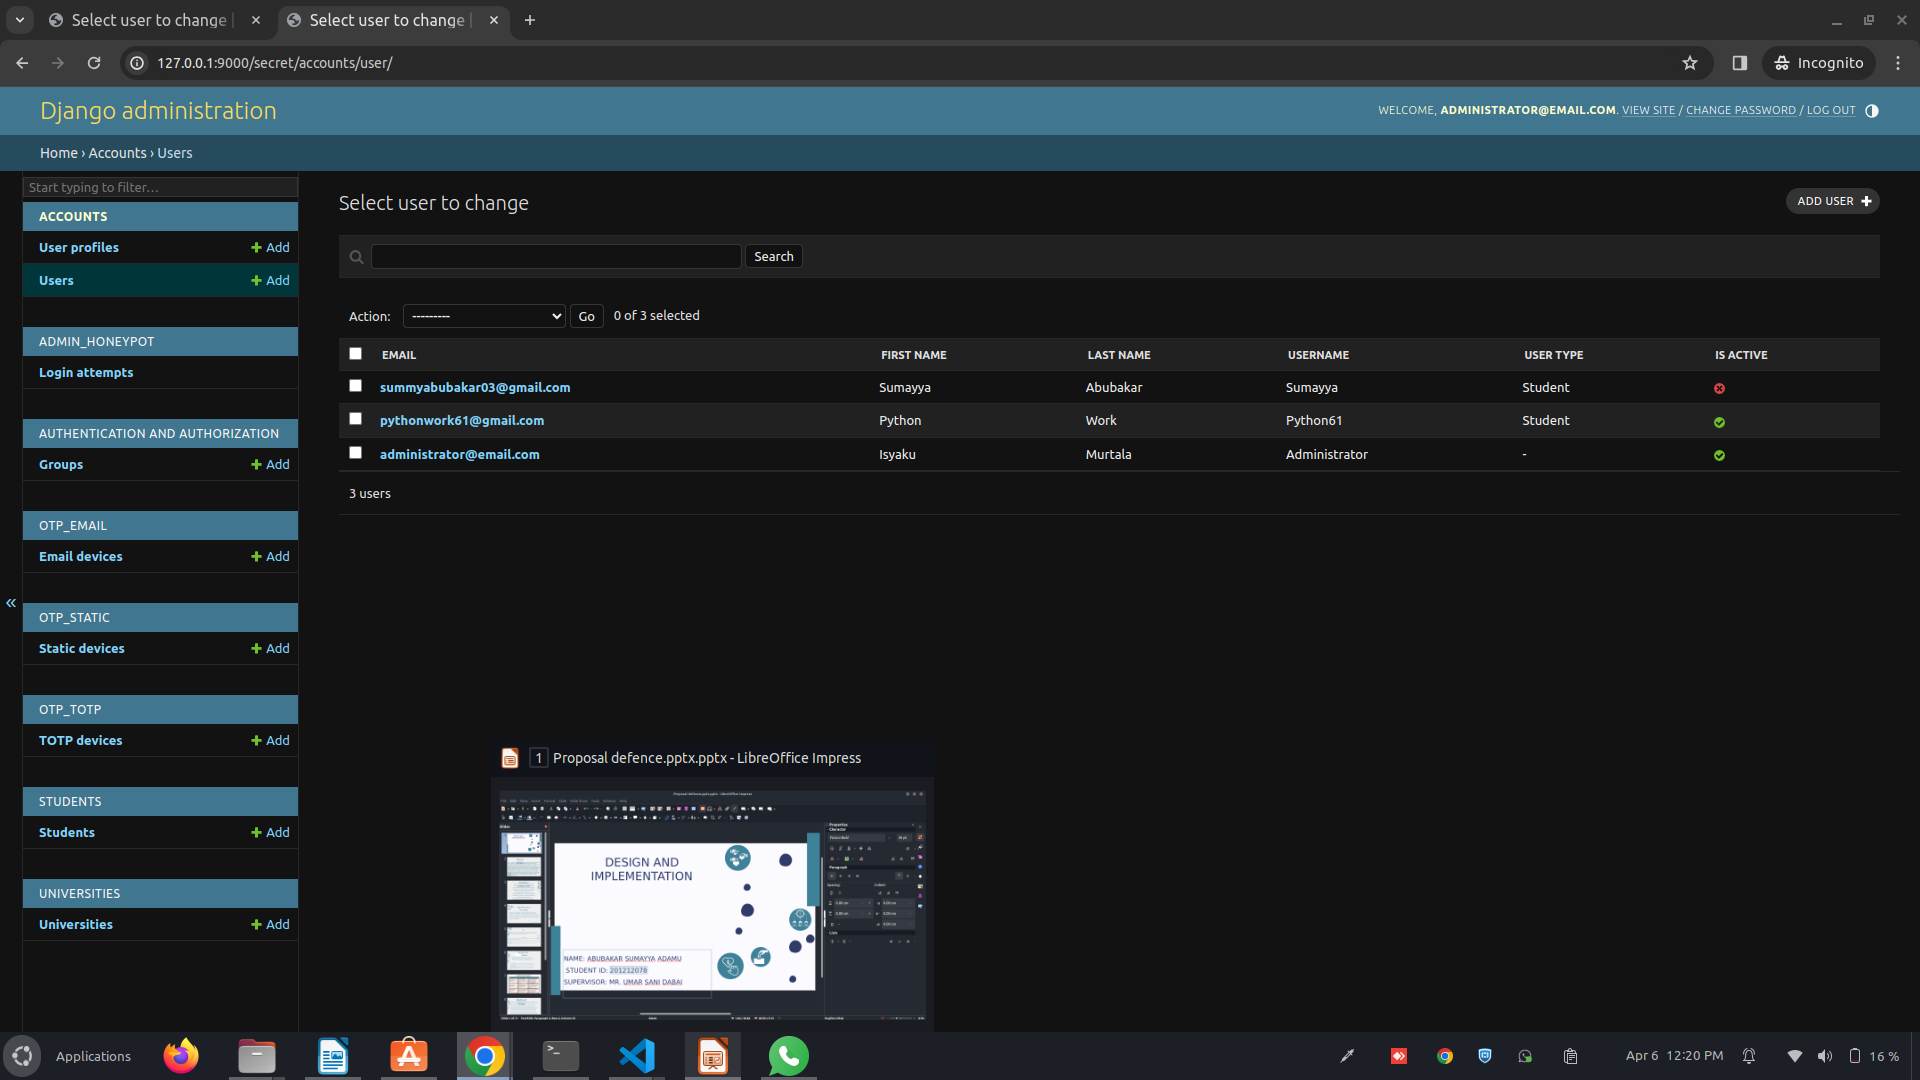 Select user to change |
Select user to change |
127.0.0.1:9000/secret/accounts/user/
Incognito
Django administration
WELCOME, ADMINISTRATOR@EMAIL.COM. VIEW SITE / CHANGE PASSWORD / LOG OUT
Home › Accounts › Users
Start typing to filter…
ACCOUNTS
User profiles
Add
Users
Add
ADMIN_HONEYPOT
Login attempts
AUTHENTICATION AND AUTHORIZATION
Groups
Add
OTP_EMAIL
Email devices
Add
«
OTP_STATIC
Static devices
Add
OTP_TOTP
TOTP devices
Add
STUDENTS
Students
Add
UNIVERSITIES
Universities
Add
Select user to change
ADD USER
Search
Action:
---------
Go
0 of 3 selected
EMAIL FIRST NAME LAST NAME USERNAME USER TYPE IS ACTIVE
summyabubakar03@gmail.com Sumayya Abubakar Sumayya Student
pythonwork61@gmail.com Python Work Python61 Student
administrator@email.com Isyaku Murtala Administrator -
3 users
1 Proposal defence.pptx.pptx - LibreOffice Impress
DESIGN AND
IMPLEMENTATION
NAME: ABUBAKAR SUMAYYA ADAMU
STUDENT ID: 201212078
SUPERVISOR: MR. UMAR SANI DABAI
Applications
Apr 6 12:20 PM
16 %